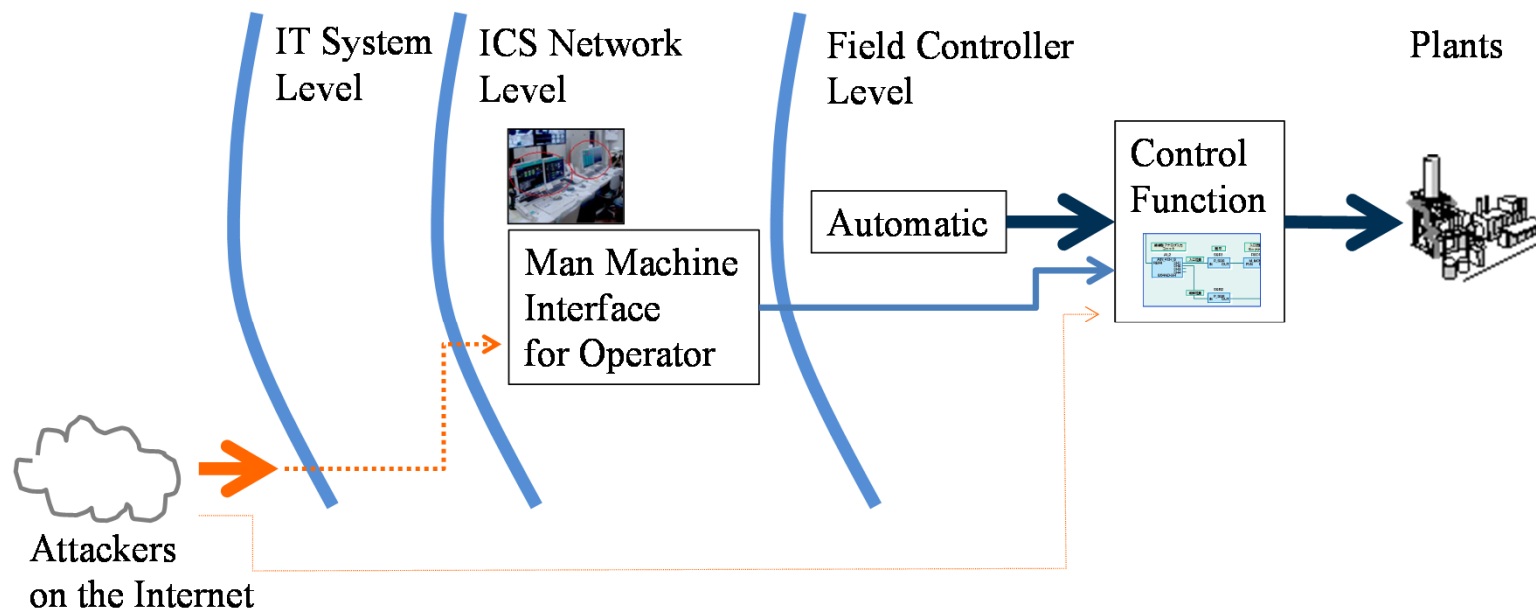 IT System
Level
ICS Network
Level
Field Controller
Level
Plants
Control
Function
Automatic
Man Machine
Interface
for Operator
Attackers
on the Internet